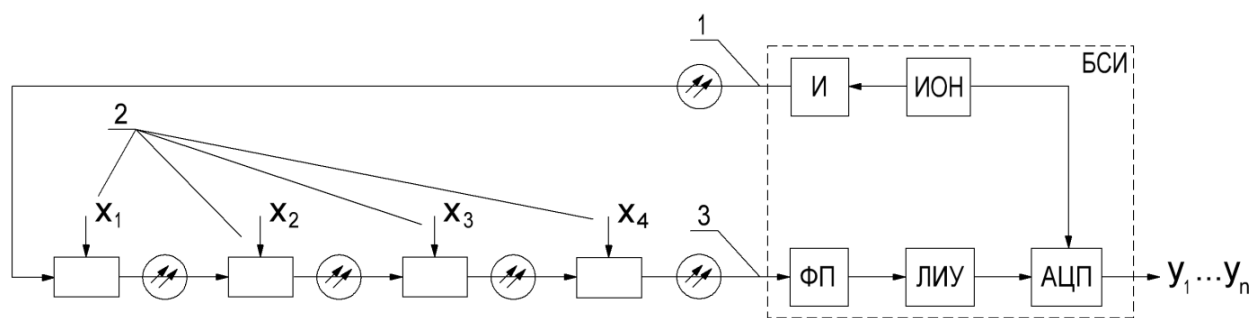 1
БСИ
И
ИОН
2
x₁
x₂
x₃
x₄
3
ФП
ЛИУ
АЦП
y₁...yₙ